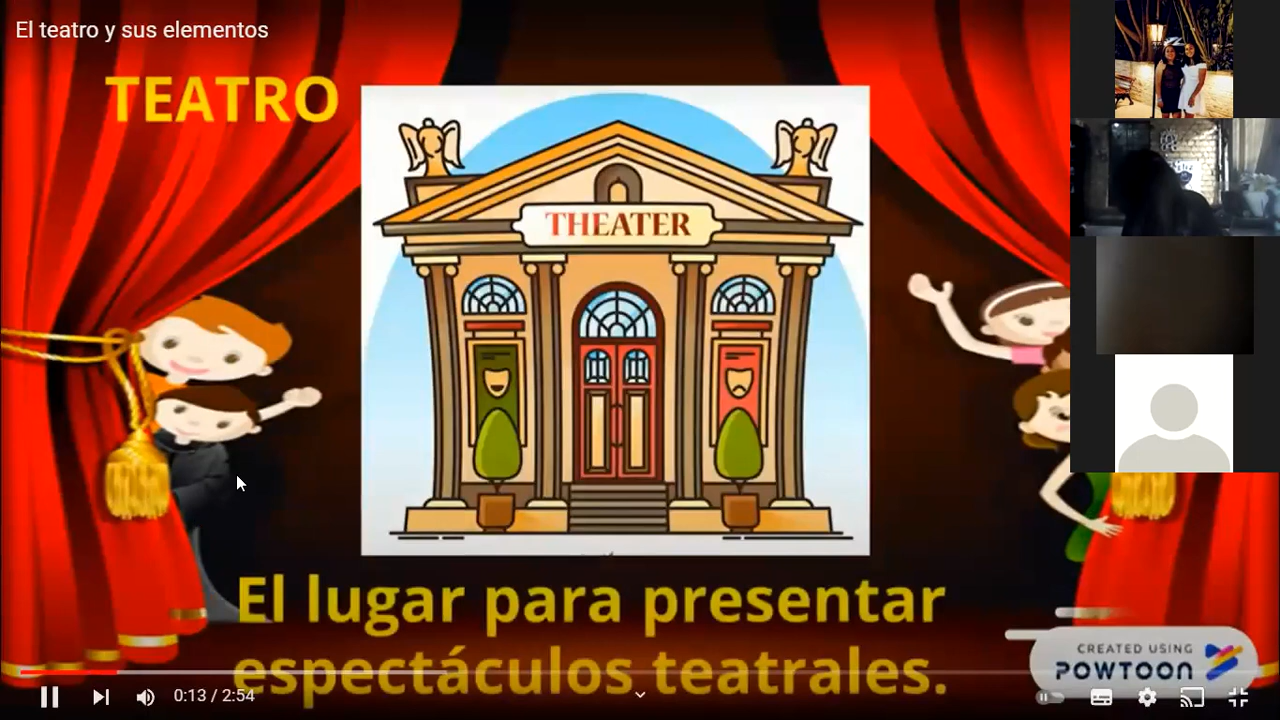 El teatro y sus elementos
TEATRO
THEATER
El lugar para presentar
espectáculos teatrales.
CREATED USING
POWTOON
0:13 / 2:54